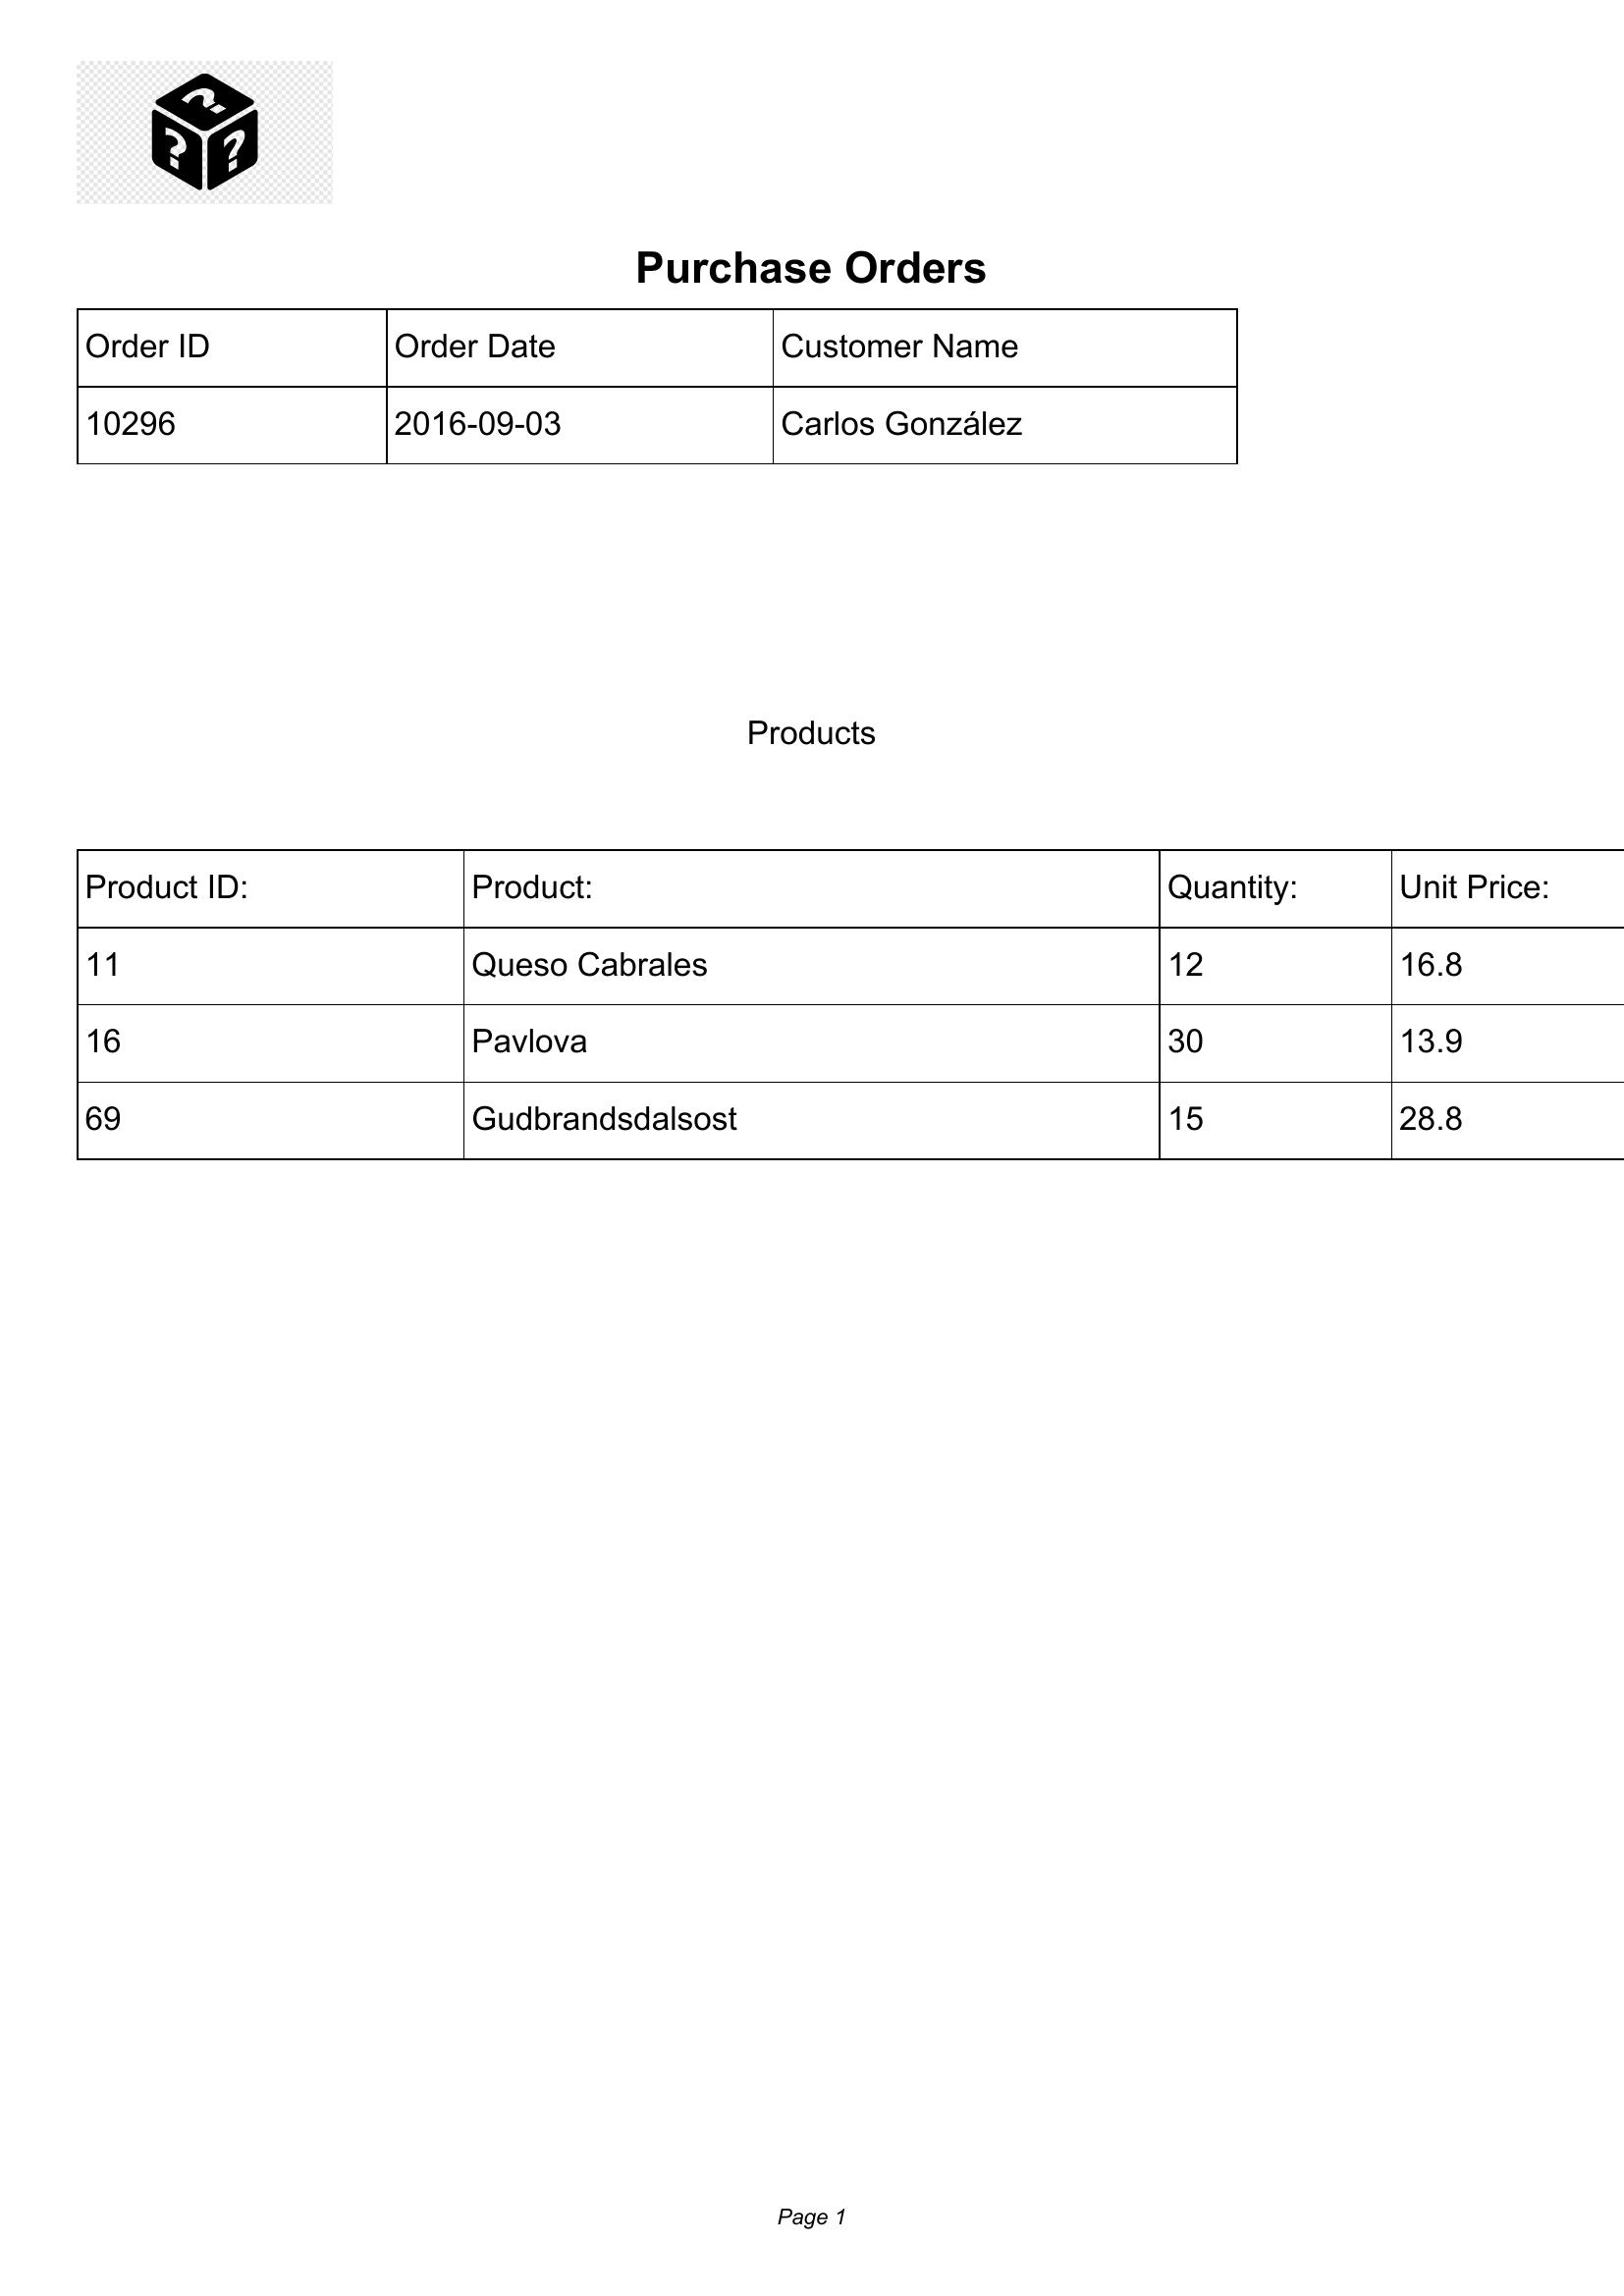 Purchase Orders
Order ID Order Date Customer Name
10296 2016-09-03 Carlos González
Products
Product ID: Product: Quantity: Unit Price:
11 Queso Cabrales 12 16.8
16 Pavlova 30 13.9
69 Gudbrandsdalsost 15 28.8
Page 1